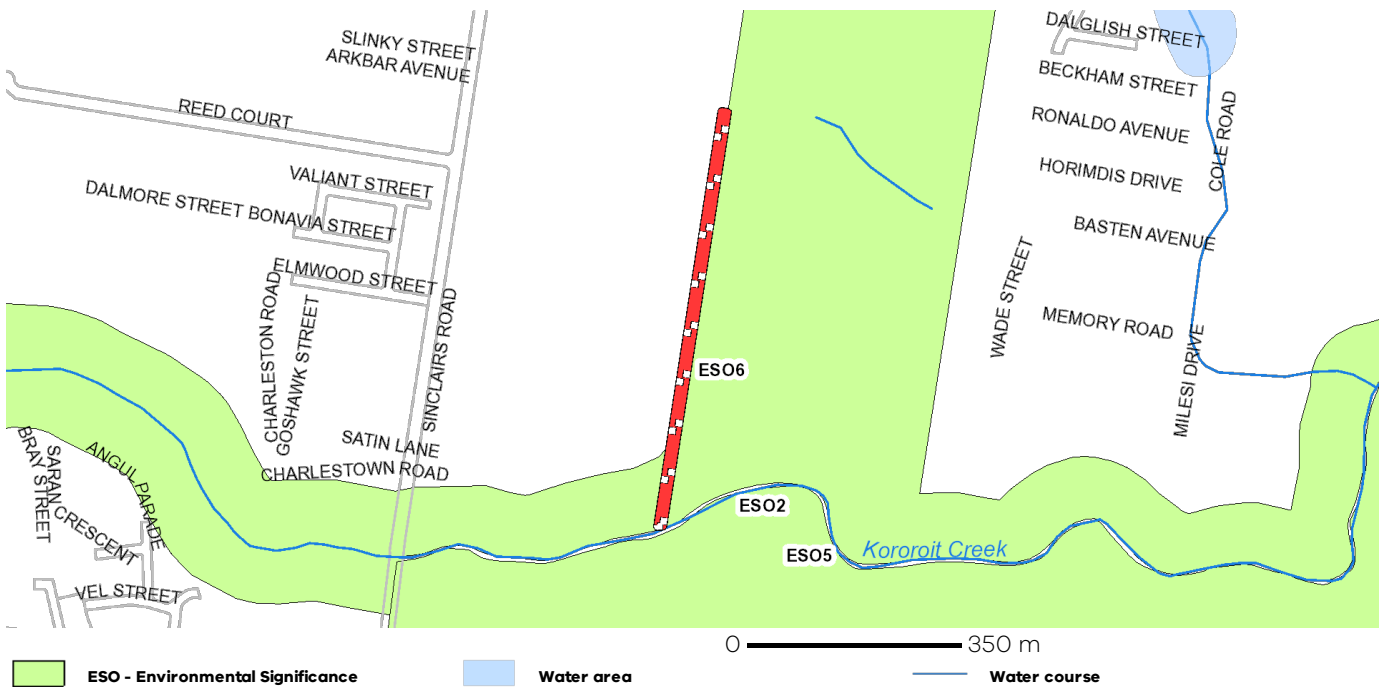 SLINKY STREET
ARKBAR AVENUE
DALGLISH STREET
BECKHAM STREET
REED COURT
RONALDO AVENUE
COLE ROAD
HORIMDIS DRIVE
VALIANT STREET
DALMORE STREET BONAVIA STREET
BASTEN AVENUE
ELMWOOD STREET
WADE STREET
CHARLESTON ROAD
GOSHAWK STREET
SINCLAIRS ROAD
MEMORY ROAD
MILESI DRIVE
ESO6
SATIN LANE
CHARLESTOWN ROAD
BRAY STREET
SARAN CRESCENT
ANGUL PARADE
ESO2
ESO5
Kororoit Creek
VEL STREET
0 350 m
ESO - Environmental Significance
Water area
Water course